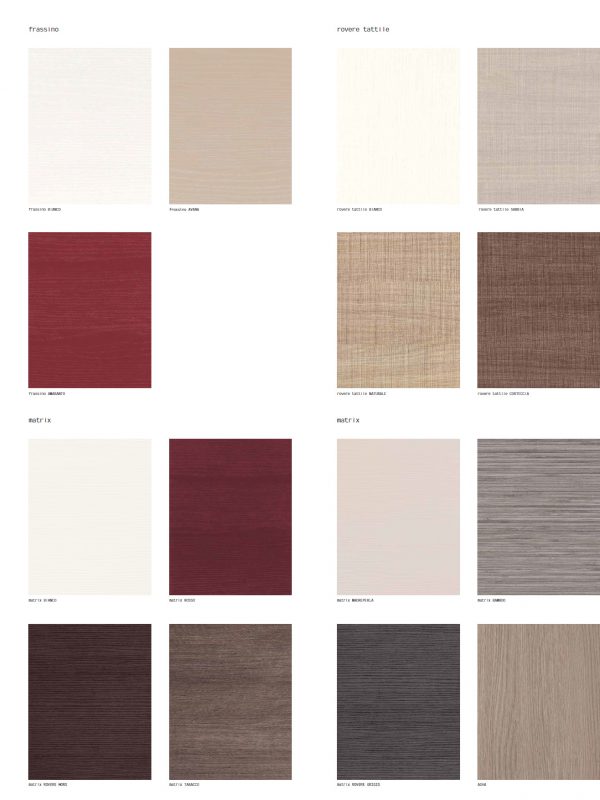 frassino
rovere tattile
frassino BIANCO
frassino AVANA
rovere tattile BIANCO
rovere tattile SABBIA
frassino AMARANTO
rovere tattile NATURALE
rovere tattile CORTECCIA
matrix
matrix
matrix BIANCO
matrix ROSSO
matrix MADREPERLA
matrix BAMBOO
matrix ROVERE MORO
matrix TABACCO
matrix ROVERE GRIGIO